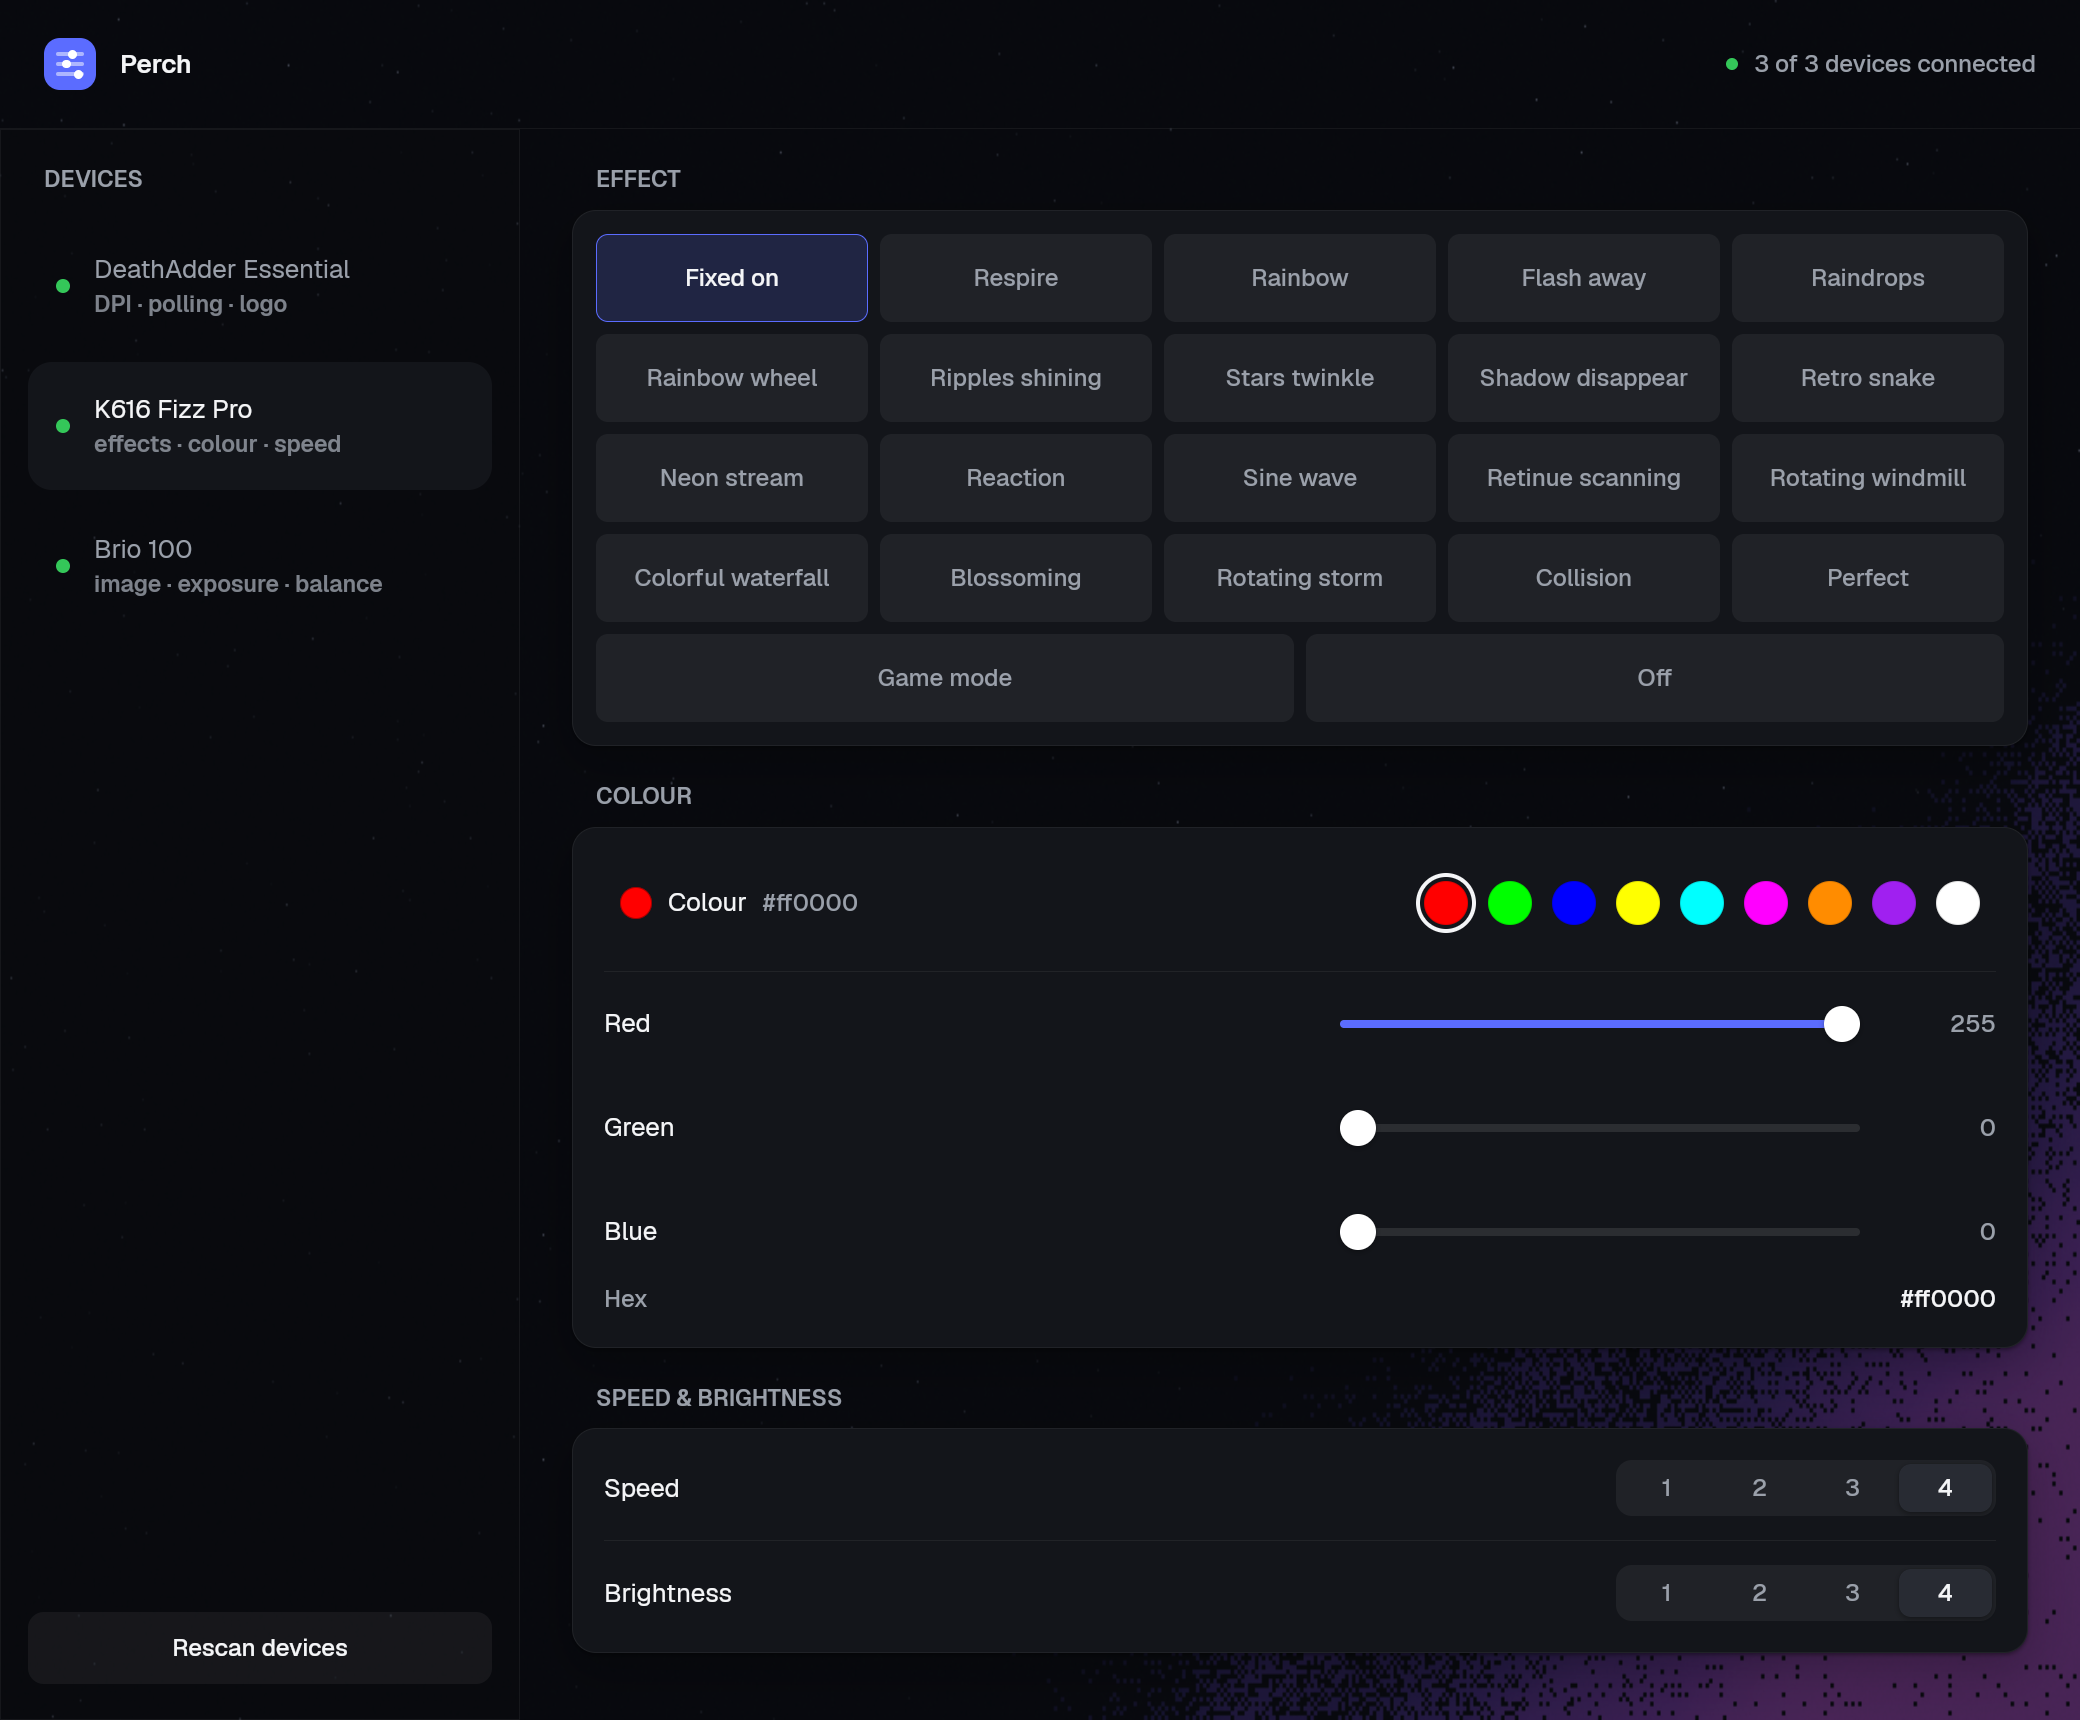 Perch
3 of 3 devices connected
DEVICES
DeathAdder Essential
DPI · polling · logo
K616 Fizz Pro
effects · colour · speed
Brio 100
image · exposure · balance
Rescan devices
EFFECT
Fixed on
Respire
Rainbow
Flash away
Raindrops
Rainbow wheel
Ripples shining
Stars twinkle
Shadow disappear
Retro snake
Neon stream
Reaction
Sine wave
Retinue scanning
Rotating windmill
Colorful waterfall
Blossoming
Rotating storm
Collision
Perfect
Game mode
Off
COLOUR
Colour #ff0000
Red 255
Green 0
Blue 0
Hex #ff0000
SPEED & BRIGHTNESS
Speed 1 2 3 4
Brightness 1 2 3 4